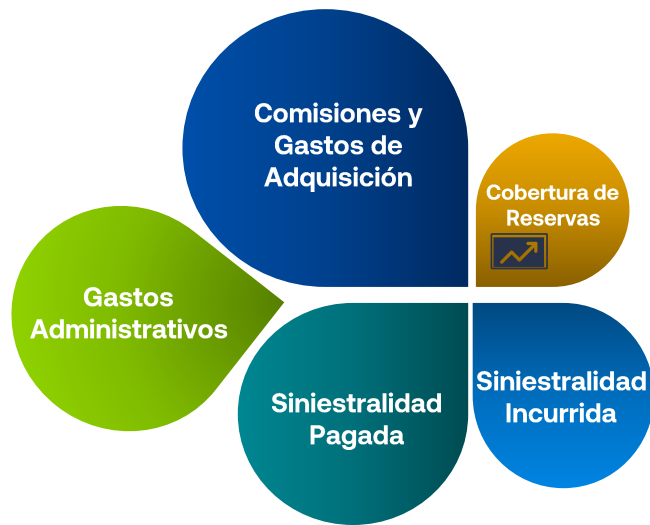 Comisiones y
Gastos de
Adquisición
Cobertura de
Reservas
Gastos
Administrativos
Siniestralidad
Pagada
Siniestralidad
Incurrida